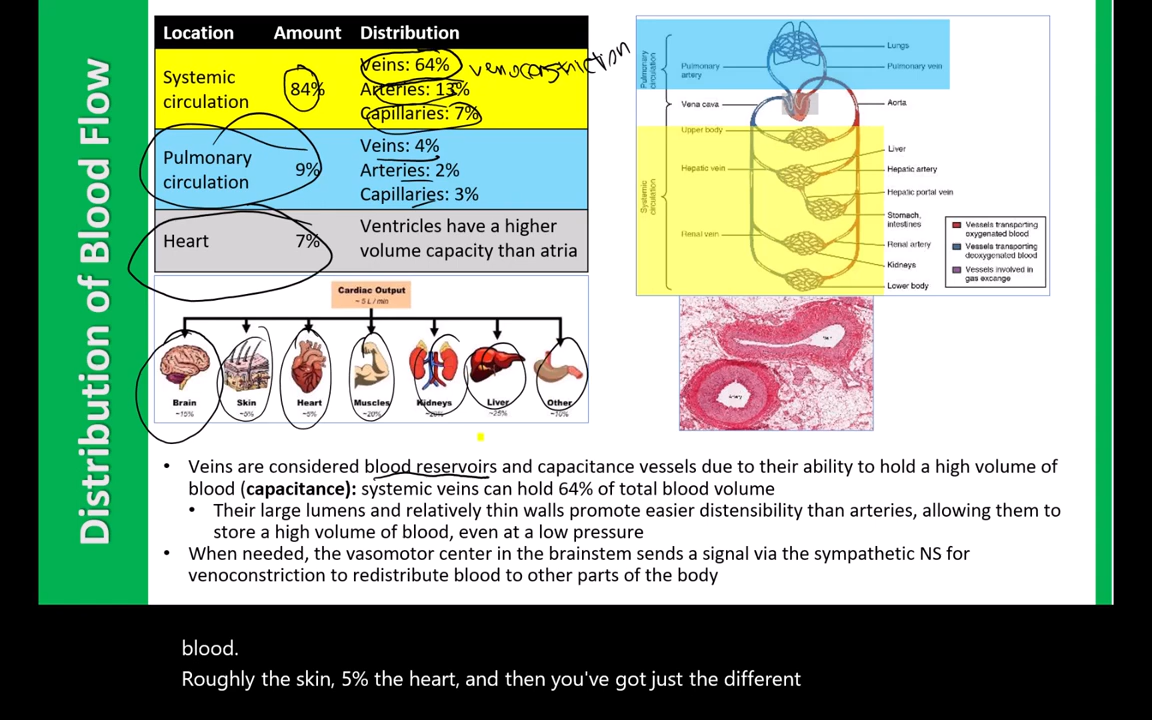 Distribution of Blood Flow
Location Amount Distribution
Systemic circulation 84% Veins: 64%
Arteries: 13%
Capillaries: 7%
venoconstriction
Pulmonary circulation 9% Veins: 4%
Arteries: 2%
Capillaries: 3%
Heart 7% Ventricles have a higher
volume capacity than atria
Cardiac Output
~ 5 L / min
Brain Skin Heart Muscles Kidneys Liver Other
~15% ~5% ~5% ~20% ~25% ~10%
Pulmonary circulation
Systemic circulation
Lungs
Pulmonary artery
Pulmonary vein
Vena cava
Aorta
Upper body
Liver
Hepatic vein
Hepatic artery
Hepatic portal vein
Stomach,
intestines
Renal vein
Renal artery
Kidneys
Lower body
Vessels transporting
oxygenated blood
Vessels transporting
deoxygenated blood
Vessels involved in
gas exchange
Artery
• Veins are considered blood reservoirs and capacitance vessels due to their ability to hold a high volume of
blood (capacitance): systemic veins can hold 64% of total blood volume
• Their large lumens and relatively thin walls promote easier distensibility than arteries, allowing them to
store a high volume of blood, even at a low pressure
• When needed, the vasomotor center in the brainstem sends a signal via the sympathetic NS for
venoconstriction to redistribute blood to other parts of the body
blood.
Roughly the skin, 5% the heart, and then you've got just the different